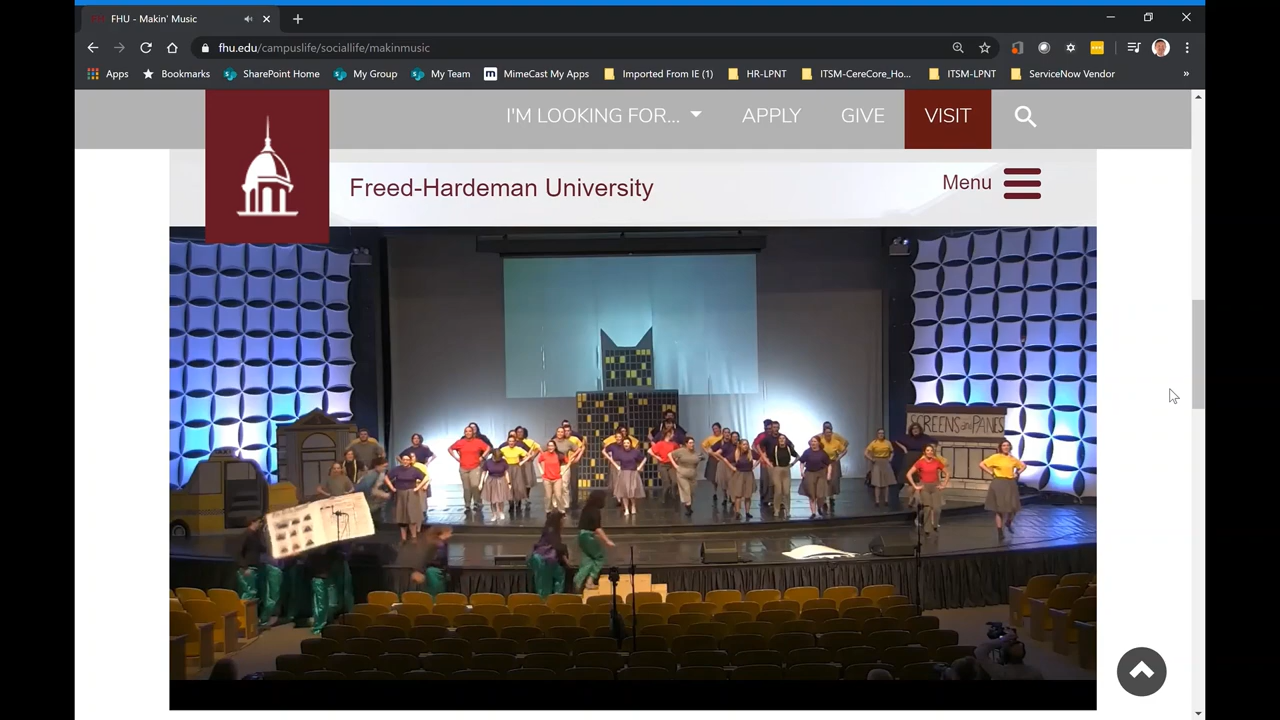 FHU - Makin' Music
fhu.edu/campuslife/sociallife/makinmusic
Apps Bookmarks SharePoint Home My Group My Team m MimeCast My Apps Imported From IE (1) HR-LPNT ITSM-CereCore_Ho... ITSM-LPNT ServiceNow Vendor »
I'M LOOKING FOR... APPLY GIVE VISIT
Freed-Hardeman University Menu
SCREENS and PANES